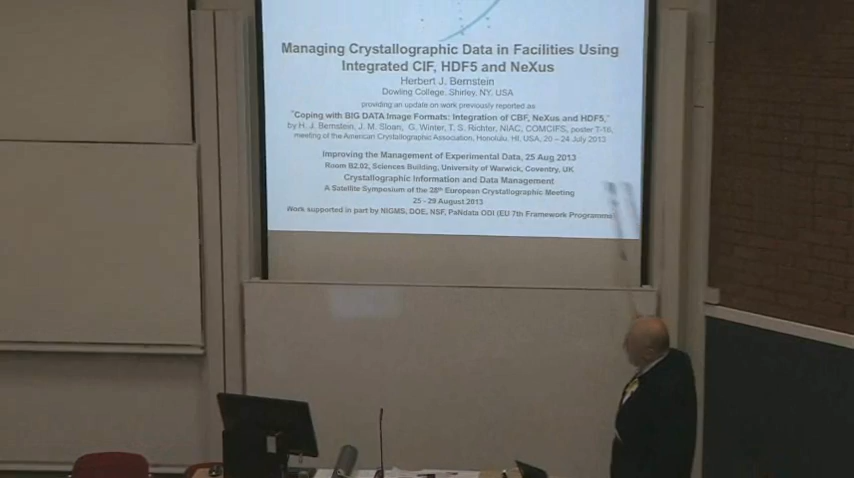 Managing Crystallographic Data in Facilities Using
Integrated CIF, HDF5 and NeXus
Herbert J. Bernstein
Dowling College, Shirley, NY, USA
providing an update on work previously reported as
"Coping with BIG DATA Image Formats: Integration of CBF, NeXus and HDF5,"
by H. J. Bernstein, J. M. Sloan, G. Winter, T. S. Richter, NIAC, COMCIFS, poster T-16,
meeting of the American Crystallographic Association, Honolulu, HI, USA, 20 – 24 July 2013
Improving the Management of Experimental Data, 25 Aug 2013
Room B2.02, Sciences Building, University of Warwick, Coventry, UK
Crystallographic Information and Data Management
A Satellite Symposium of the 28th European Crystallographic Meeting
25 - 29 August 2013
Work supported in part by NIGMS, DOE, NSF, PaNdata ODI (EU 7th Framework Programme